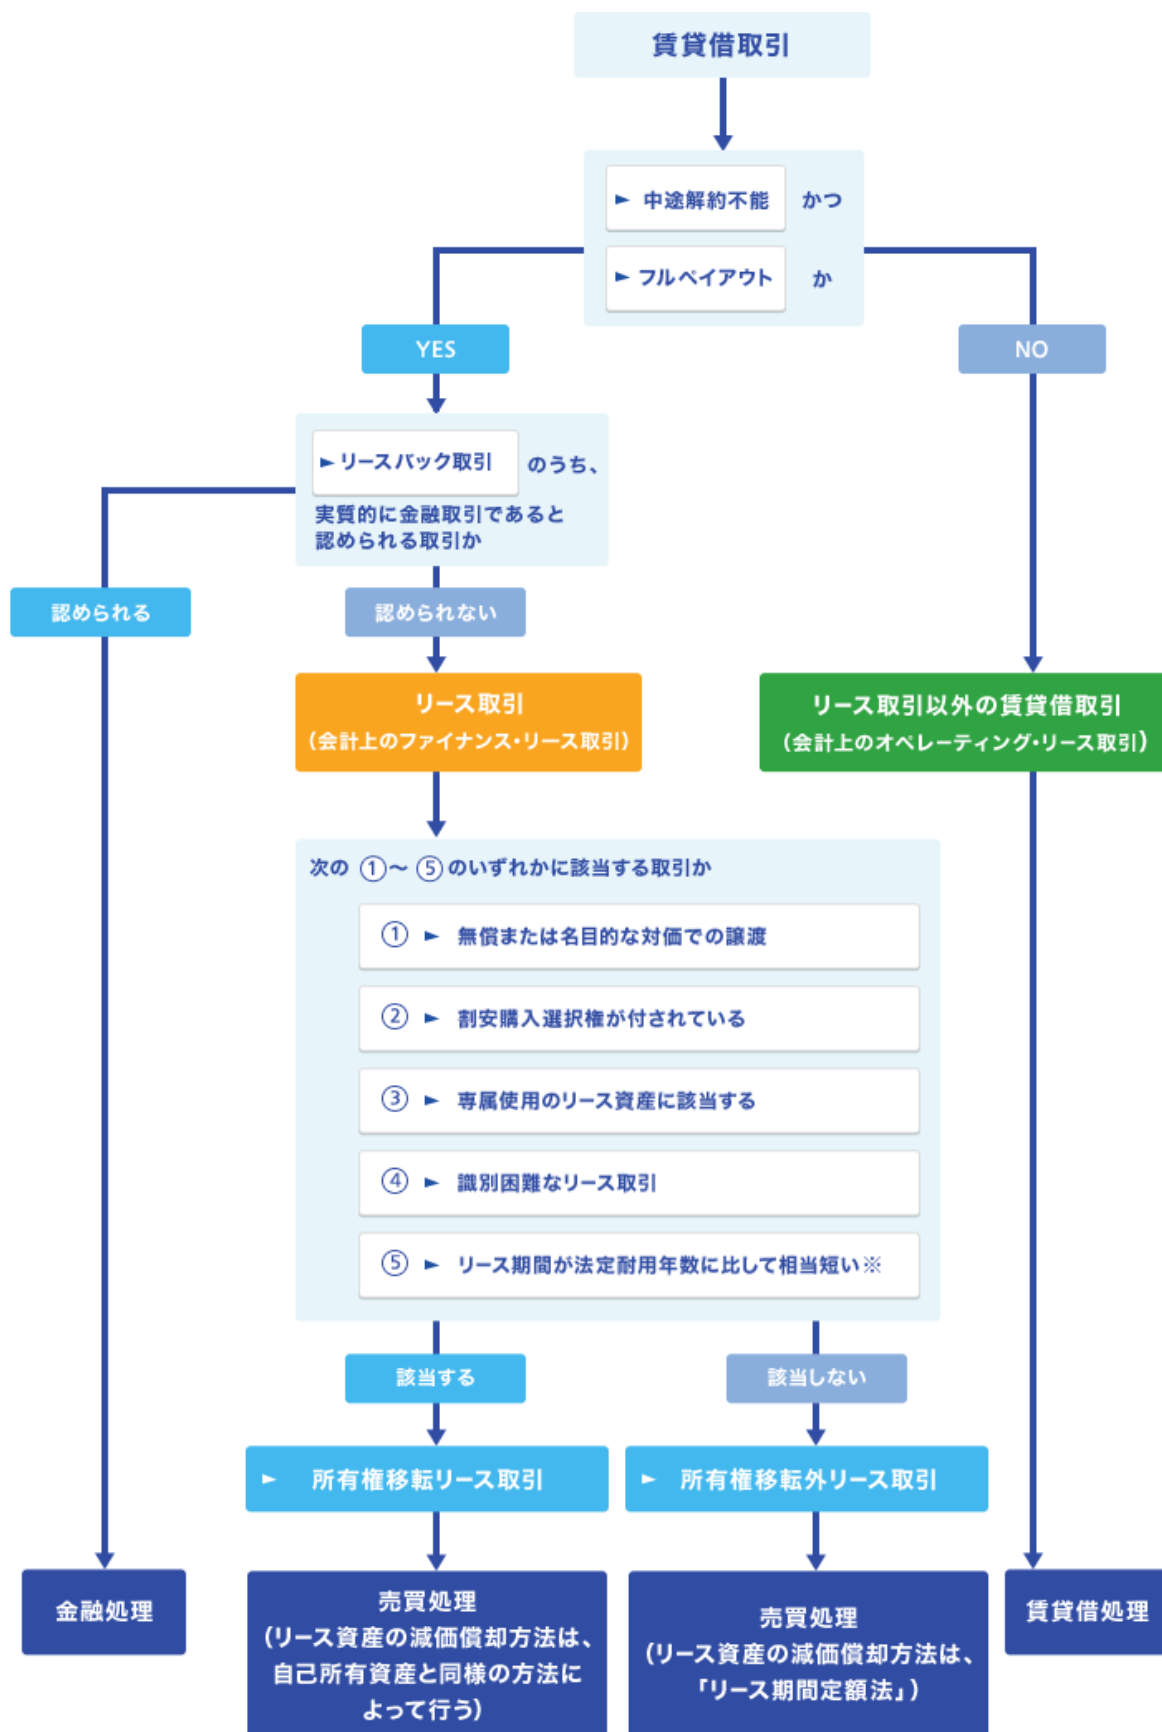 賃貸借取引
► 中途解約不能 かつ
► フルペイアウト か
YES
NO
► リースバック取引 のうち、
実質的に金融取引であると
認められる取引か
認められる
認められない
リース取引
(会計上のファイナンス・リース取引)
リース取引以外の賃貸借取引
(会計上のオペレーティング・リース取引)
次の ①～⑤のいずれかに該当する取引か
① ► 無償または名目的な対価での譲渡
② ► 割安購入選択権が付されている
③ ► 専属使用のリース資産に該当する
④ ► 識別困難なリース取引
⑤ ► リース期間が法定耐用年数に比して相当短い※
該当する
該当しない
► 所有権移転リース取引
► 所有権移転外リース取引
金融処理
売買処理
(リース資産の減価償却方法は、
自己所有資産と同様の方法に
よって行う)
売買処理
(リース資産の減価償却方法は、
「リース期間定額法」)
賃貸借処理